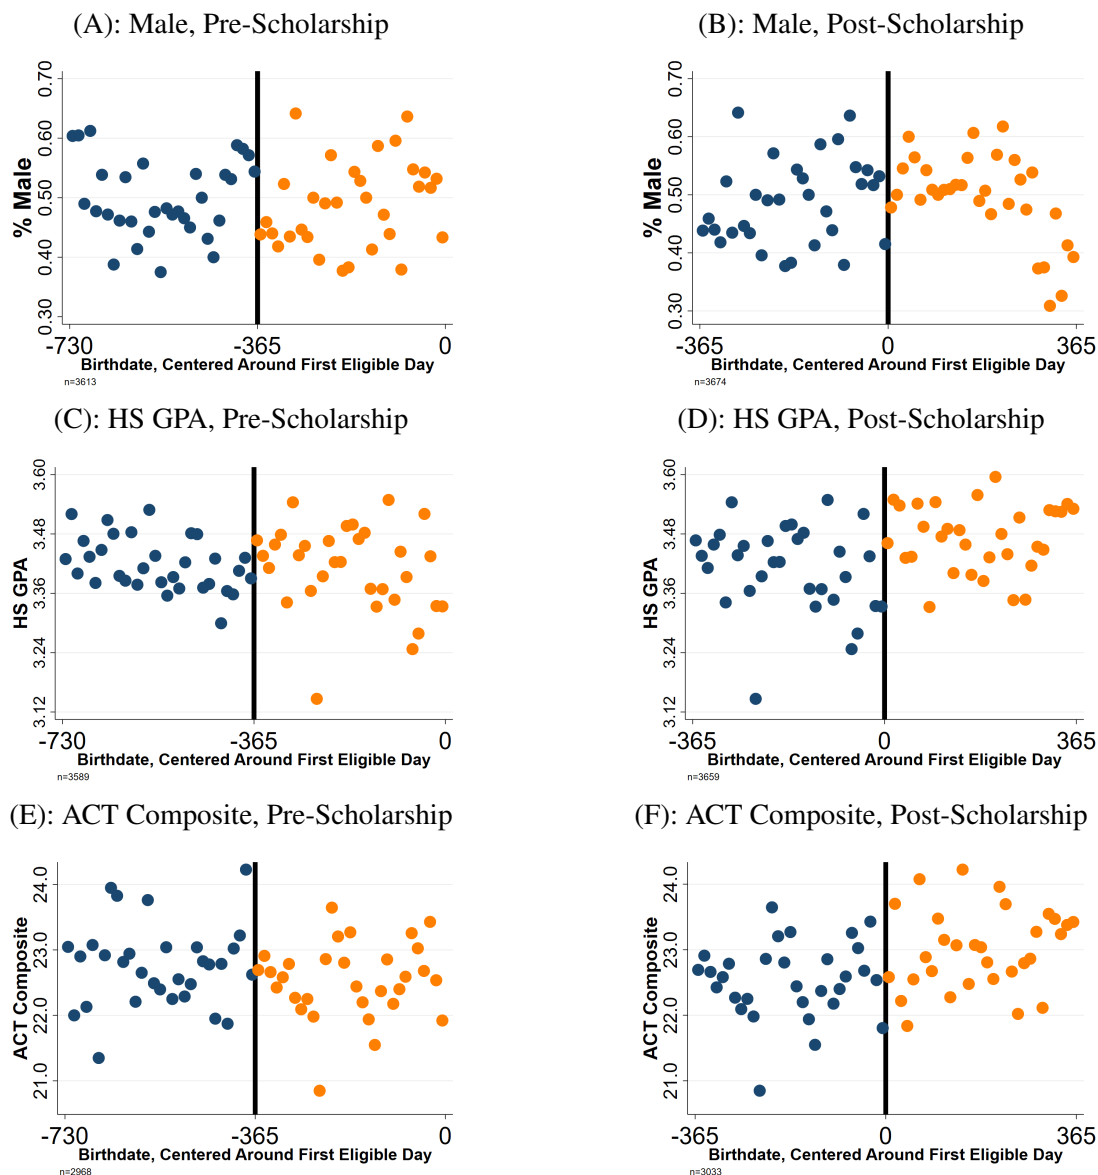 (A): Male, Pre-Scholarship
% Male
0.70
0.60
0.50
0.40
0.30
-730
-365
0
Birthdate, Centered Around First Eligible Day
n=3613
(B): Male, Post-Scholarship
% Male
0.70
0.60
0.50
0.40
0.30
-365
0
365
Birthdate, Centered Around First Eligible Day
n=3674
(C): HS GPA, Pre-Scholarship
HS GPA
3.60
3.48
3.36
3.24
3.12
-730
-365
0
Birthdate, Centered Around First Eligible Day
n=3589
(D): HS GPA, Post-Scholarship
HS GPA
3.60
3.48
3.36
3.24
3.12
-365
0
365
Birthdate, Centered Around First Eligible Day
n=3659
(E): ACT Composite, Pre-Scholarship
ACT Composite
24.0
23.0
22.0
21.0
-730
-365
0
Birthdate, Centered Around First Eligible Day
n=2968
(F): ACT Composite, Post-Scholarship
ACT Composite
24.0
23.0
22.0
21.0
-365
0
365
Birthdate, Centered Around First Eligible Day
n=3033